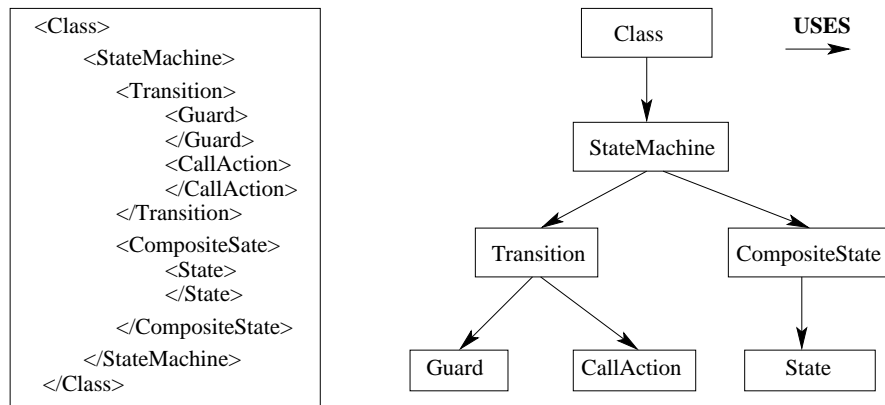 <Class>
<StateMachine>
<Transition>
<Guard>
</Guard>
<CallAction>
</CallAction>
</Transition>
<CompositeSate>
<State>
</State>
</CompositeState>
</StateMachine>
</Class>
Class
USES
StateMachine
Transition
CompositeState
Guard
CallAction
State